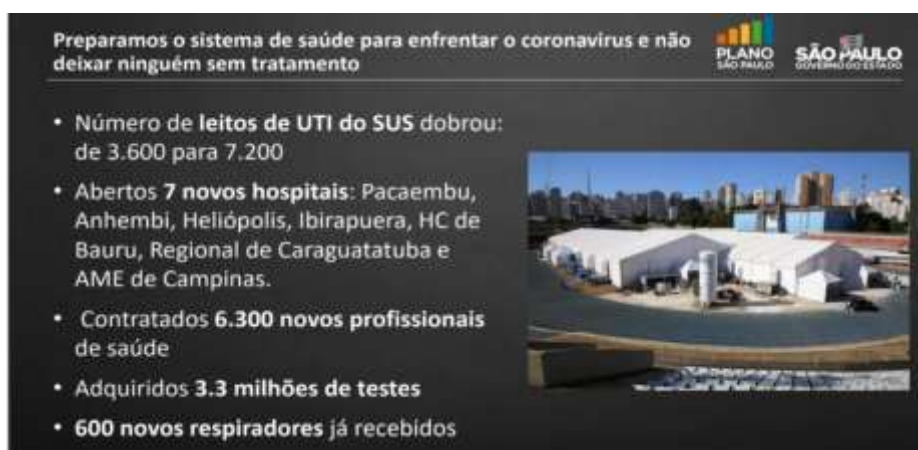 Preparamos o sistema de saúde para enfrentar o coronavirus e não
deixar ninguém sem tratamento
PLANO
SÃO PAULO
SÃO PAULO
GOVERNO DO ESTADO
• Número de leitos de UTI do SUS dobrou:
de 3.600 para 7.200
• Abertos 7 novos hospitais: Pacaembu,
Anhembi, Heliópolis, Ibirapuera, HC de
Bauru, Regional de Caraguatatuba e
AME de Campinas.
• Contratados 6.300 novos profissionais
de saúde
• Adquiridos 3.3 milhões de testes
• 600 novos respiradores já recebidos